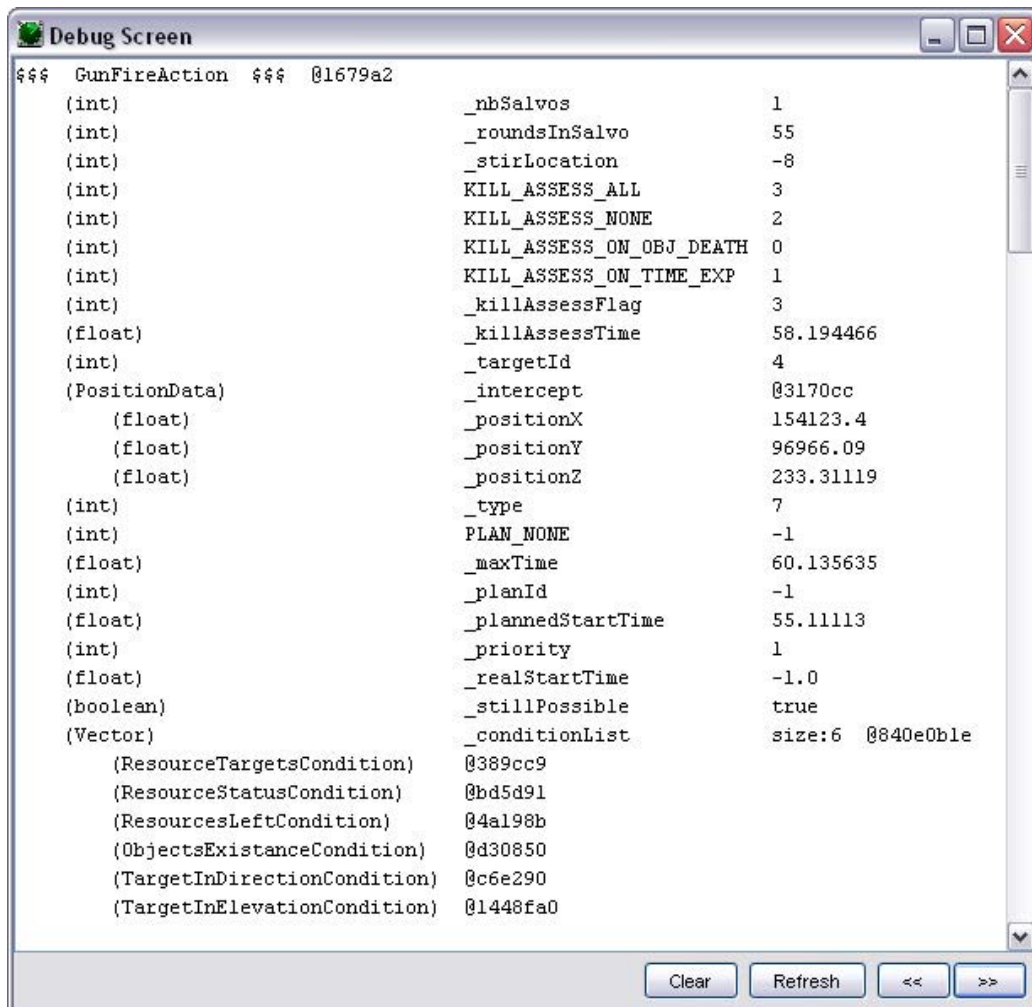 Debug Screen
$$$ GunFireAction $$$ @1679a2
(int) _nbSalvos 1
(int) _roundsInSalvo 55
(int) _stirLocation -8
(int) KILL_ASSESS_ALL 3
(int) KILL_ASSESS_NONE 2
(int) KILL_ASSESS_ON_OBJ_DEATH 0
(int) KILL_ASSESS_ON_TIME_EXP 1
(int) _killAssessFlag 3
(float) _killAssessTime 58.194466
(int) _targetId 4
(PositionData) _intercept @3170cc
(float) _positionX 154123.4
(float) _positionY 96966.09
(float) _positionZ 233.31119
(int) _type 7
(int) PLAN_NONE -1
(float) _maxTime 60.135635
(int) _planId -1
(float) _plannedStartTime 55.11113
(int) _priority 1
(float) _realStartTime -1.0
(boolean) _stillPossible true
(Vector) _conditionList size:6 @840e0b1e
(ResourceTargetsCondition) @389cc9
(ResourceStatusCondition) @bd5d91
(ResourcesLeftCondition) @4a198b
(ObjectsExistanceCondition) @d30850
(TargetInDirectionCondition) @c6e290
(TargetInElevationCondition) @1448fa0
Clear Refresh << >>